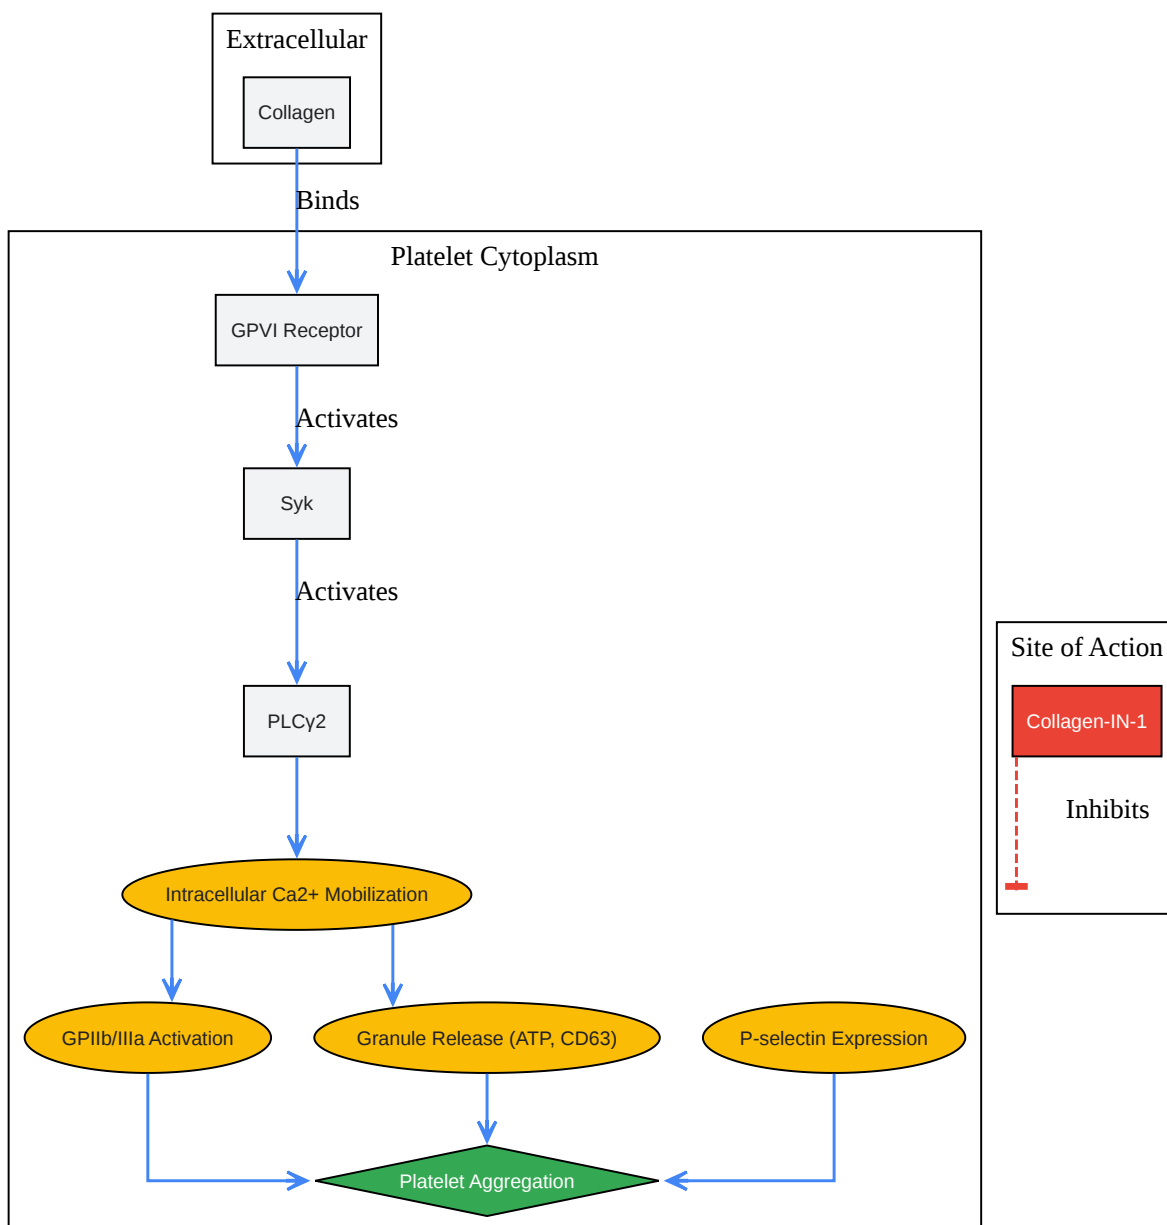 Extracellular
Collagen
Binds
Platelet Cytoplasm
GPVI Receptor
Activates
Syk
Activates
PLCγ2
Site of Action
Collagen-IN-1
Inhibits
Intracellular Ca2+ Mobilization
GPIIb/IIIa Activation
Granule Release (ATP, CD63)
P-selectin Expression
Platelet Aggregation